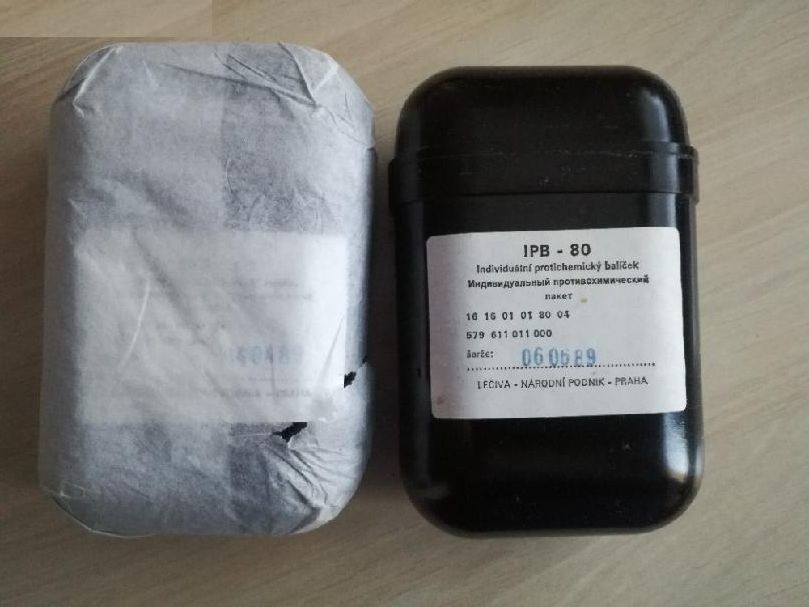 IPB - 80
Individuální protichemický balíček
Индивидуальный противохимический
пакет
16 16 01 01 80 04
579 611 011 000
šarže: 060689
LÉČIVA - NÁRODNÍ PODNIK - PRAHA